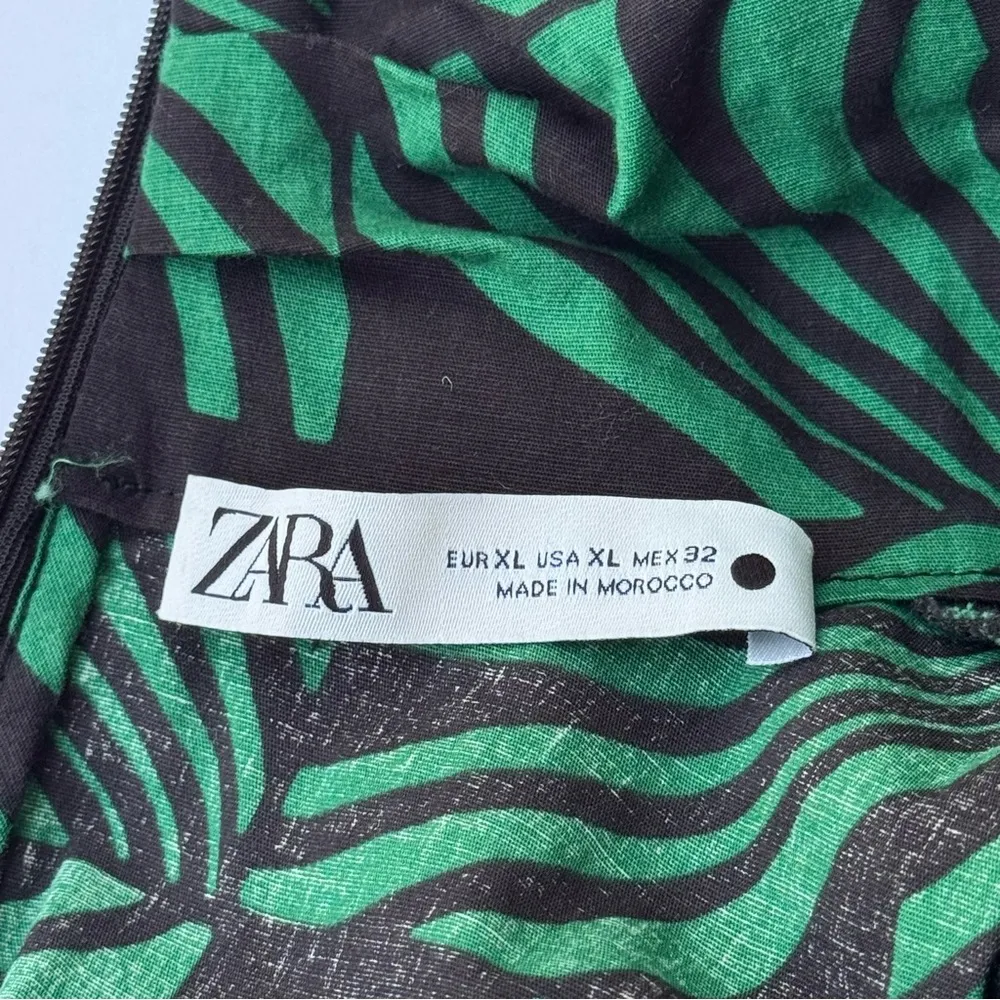 ZARA
EUR XL USA XL MEX 32
MADE IN MOROCCO